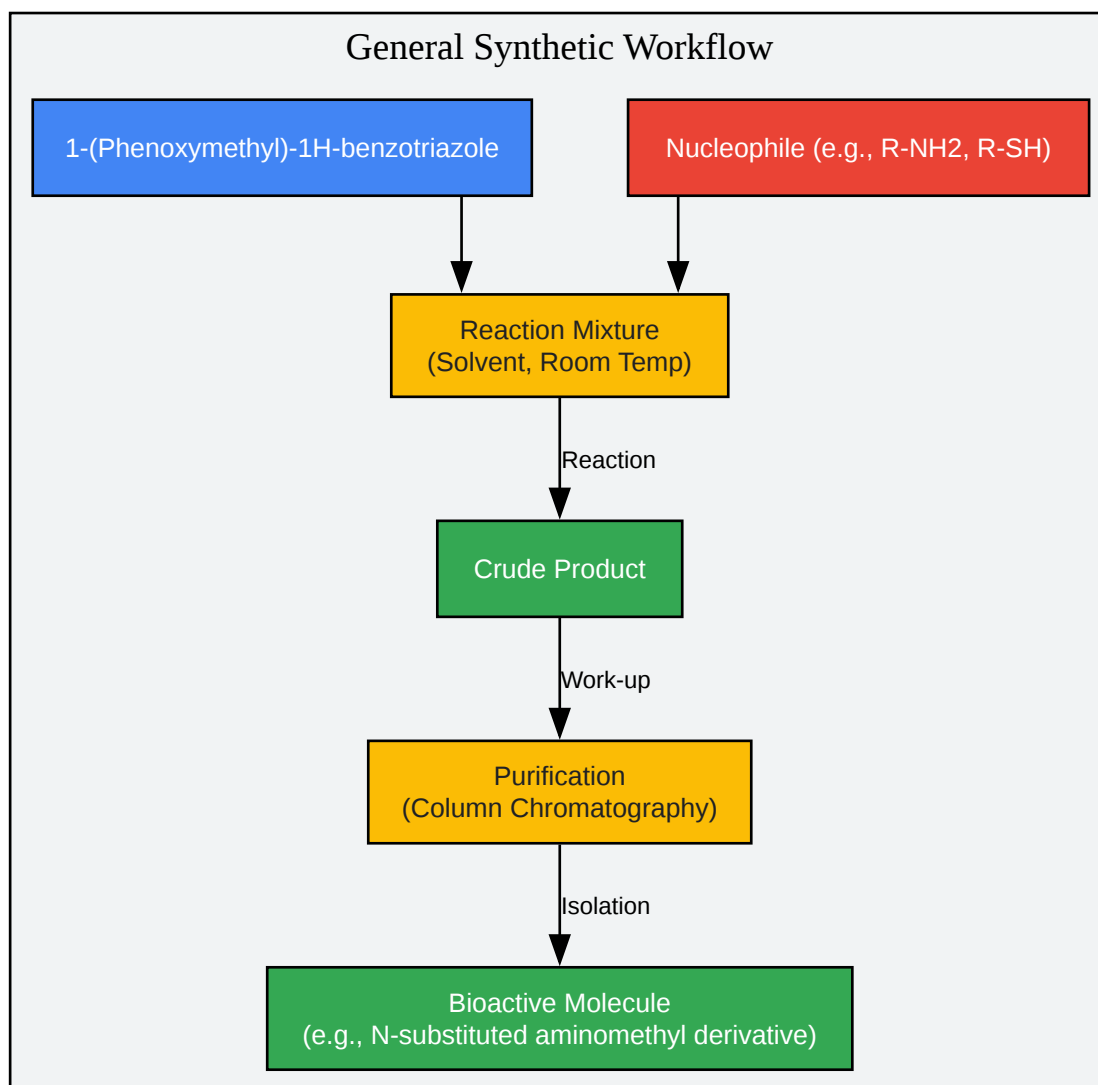 General Synthetic Workflow
1-(Phenoxymethyl)-1H-benzotriazole
Nucleophile (e.g., R-NH2, R-SH)
Reaction Mixture
(Solvent, Room Temp)
Reaction
Crude Product
Work-up
Purification
(Column Chromatography)
Isolation
Bioactive Molecule
(e.g., N-substituted aminomethyl derivative)